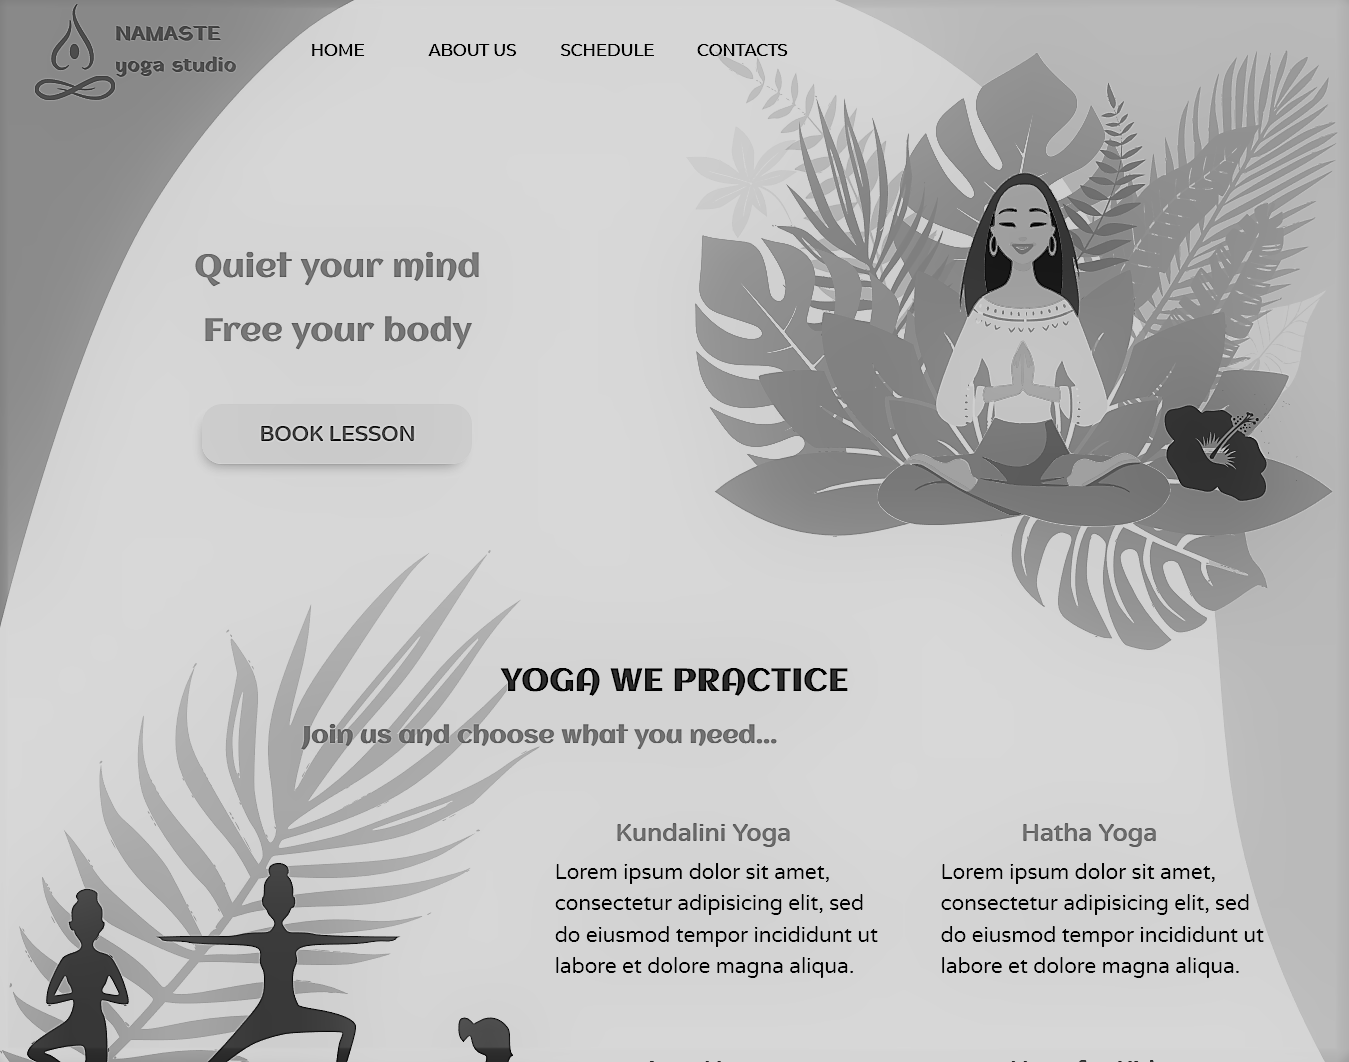 NAMASTE
yoga studio
HOME
ABOUT US
SCHEDULE
CONTACTS
Quiet your mind
Free your body
BOOK LESSON
YOGA WE PRACTICE
Join us and choose what you need...
Kundalini Yoga
Lorem ipsum dolor sit amet,
consectetur adipisicing elit, sed
do eiusmod tempor incididunt ut
labore et dolore magna aliqua.
Hatha Yoga
Lorem ipsum dolor sit amet,
consectetur adipisicing elit, sed
do eiusmod tempor incididunt ut
labore et dolore magna aliqua.